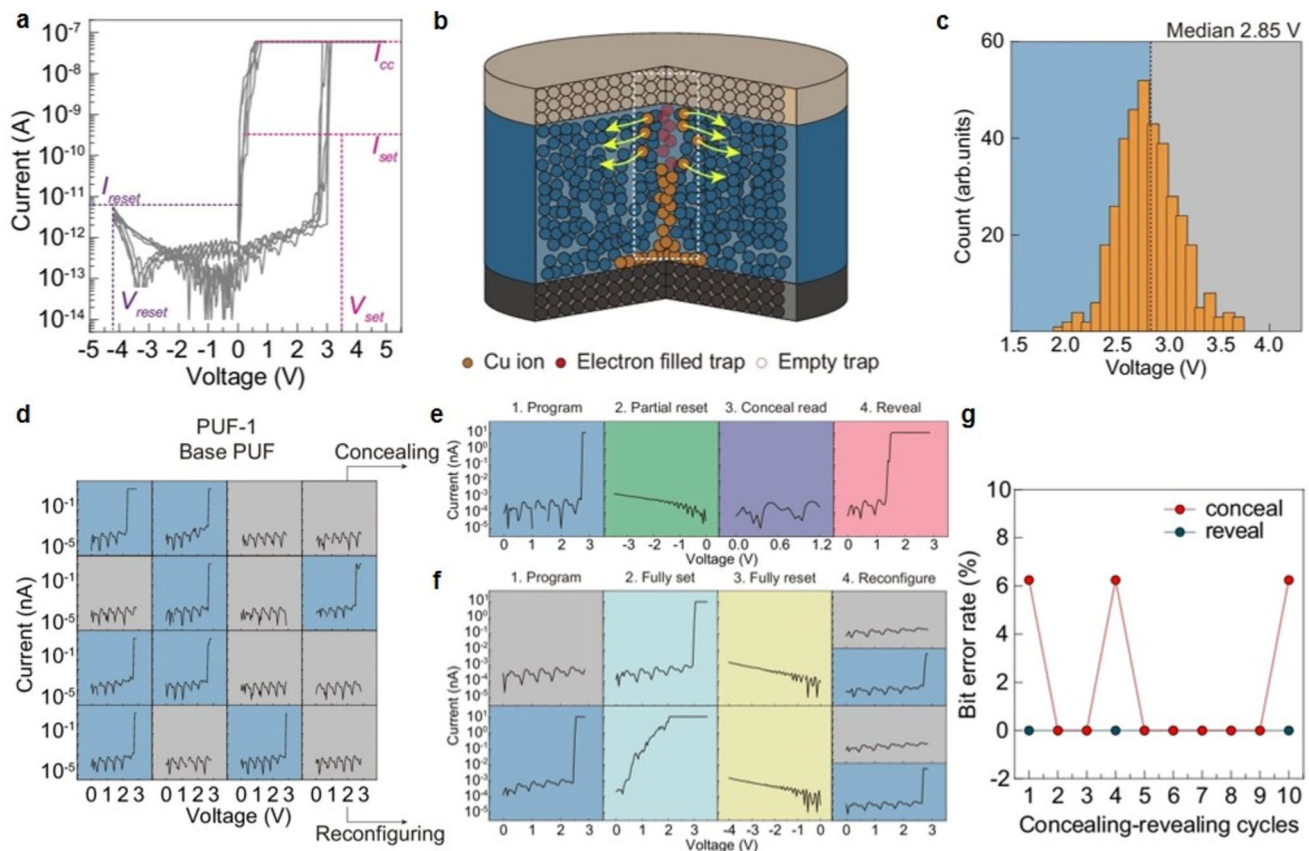 a
Current (A)
10⁻⁷
10⁻⁸
10⁻⁹
10⁻¹⁰
10⁻¹¹
10⁻¹²
10⁻¹³
10⁻¹⁴
I_cc
I_set
I_reset
V_reset
V_set
-5 -4 -3 -2 -1 0 1 2 3 4 5
Voltage (V)
b
Cu ion Electron filled trap Empty trap
c
Median 2.85 V
Count (arb.units)
60
40
20
1.5 2.0 2.5 3.0 3.5 4.0
Voltage (V)
d
PUF-1
Base PUF
Concealing
Current (nA)
10⁻¹
10⁻⁵
10⁻¹
10⁻⁵
10⁻¹
10⁻⁵
10⁻¹
10⁻⁵
0 1 2 3 0 1 2 3 0 1 2 3 0 1 2 3
Voltage (V)
Reconfiguring
e
1. Program 2. Partial reset 3. Conceal read 4. Reveal
Current (nA)
10¹
10⁰
10⁻¹
10⁻²
10⁻³
10⁻⁴
10⁻⁵
0 1 2 3 -3 -2 -1 0 0.0 0.6 1.2 0 1 2 3
Voltage (V)
f
1. Program 2. Fully set 3. Fully reset 4. Reconfigure
Current (nA)
10¹
10⁰
10⁻¹
10⁻²
10⁻³
10⁻⁴
10⁻⁵
Current (nA)
10¹
10⁰
10⁻¹
10⁻²
10⁻³
10⁻⁴
10⁻⁵
0 1 2 3 0 1 2 3 -4 -3 -2 -1 0 0 1 2 3
Voltage (V)
g
conceal
reveal
Bit error rate (%)
10
8
6
4
2
0
-2
1 2 3 4 5 6 7 8 9 10
Concealing-revealing cycles